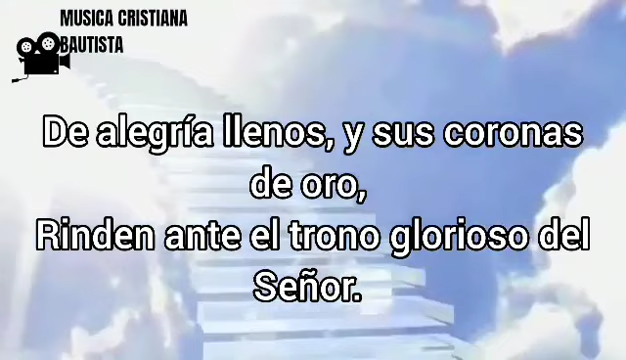 MUSICA CRISTIANA
BAUTISTA
De alegría llenos, y sus coronas
de oro,
Rinden ante el trono glorioso del
Señor.